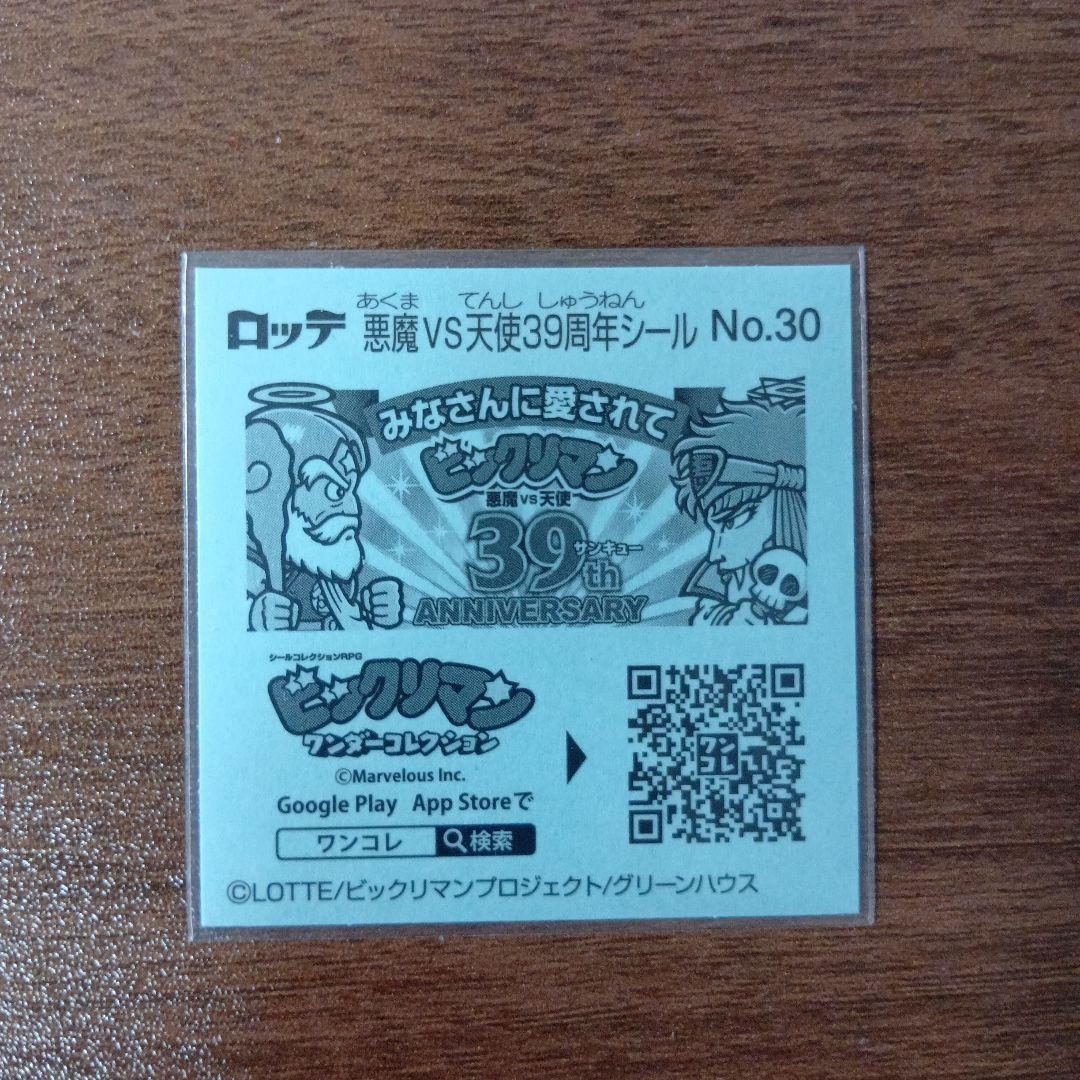 あくま てんし しゅうねん
ロッテ 悪魔VS天使39周年シール No.30
みなさんに愛されて
ビックリマン
悪魔VS天使
39th
サンキュー
ANNIVERSARY
シールコレクションRPG
ビックリマン
ワンダーコレクション
©Marvelous Inc.
Google Play App Storeで
ワンコレ 検索
ワンコレ
©LOTTE/ビックリマンプロジェクト/グリーンハウス